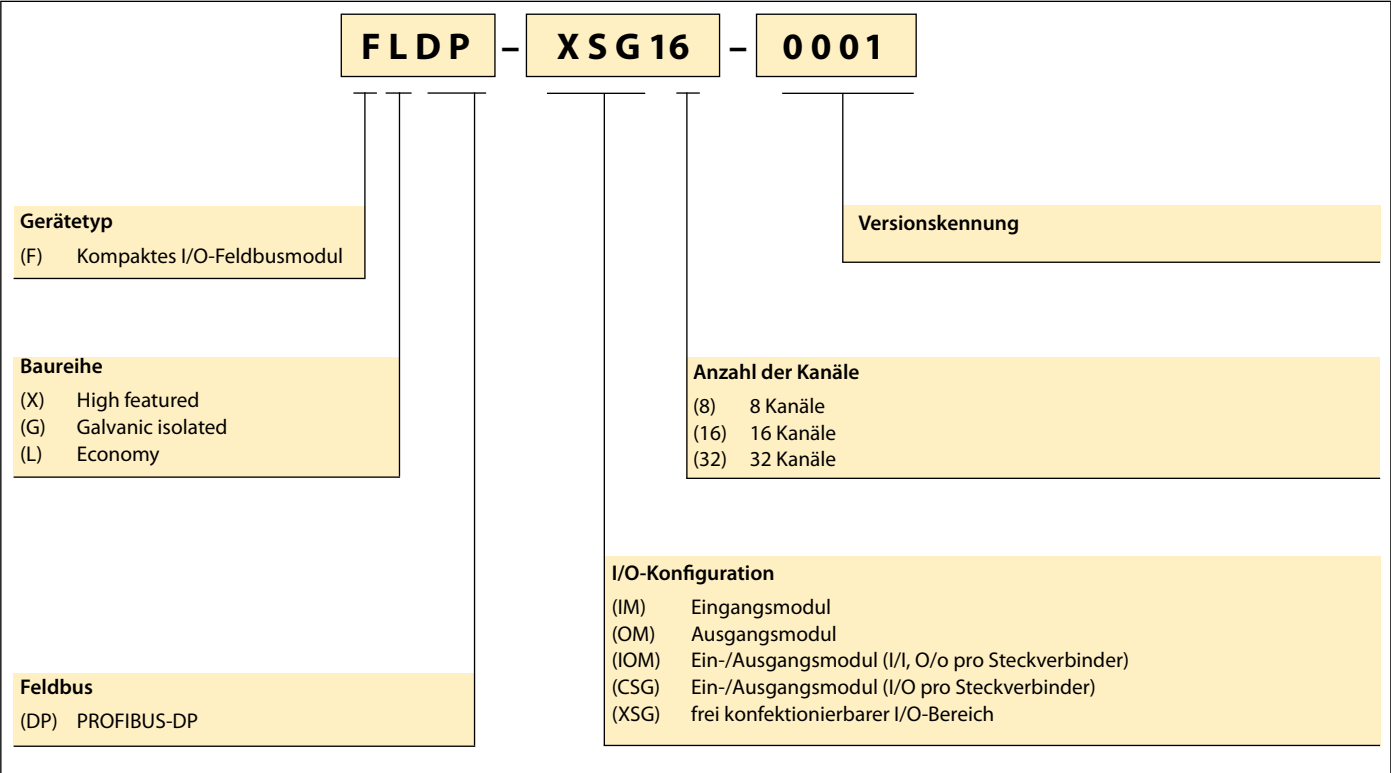 FLDP – XSG16 – 0001
Gerätetyp
(F) Kompaktes I/O-Feldbusmodul
Versionskennung
Baureihe
(X) High featured
(G) Galvanic isolated
(L) Economy
Anzahl der Kanäle
(8) 8 Kanäle
(16) 16 Kanäle
(32) 32 Kanäle
I/O-Konfiguration
(IM) Eingangsmodul
(OM) Ausgangsmodul
(IOM) Ein-/Ausgangsmodul (I/I, O/o pro Steckverbinder)
(CSG) Ein-/Ausgangsmodul (I/O pro Steckverbinder)
(XSG) frei konfektionierbarer I/O-Bereich
Feldbus
(DP) PROFIBUS-DP